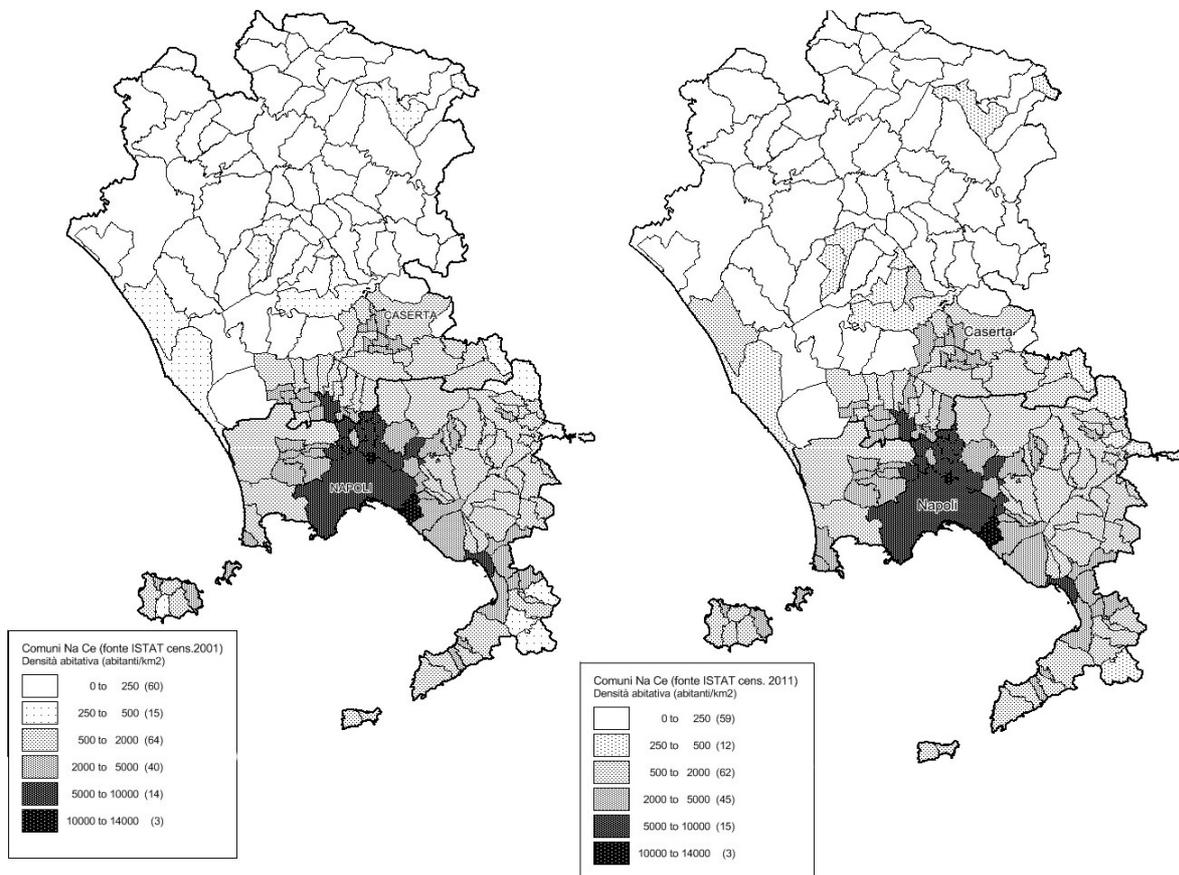 CASERTA
NAPOLI
Comuni Na Ce (fonte ISTAT cens.2001)
Densità abitativa (abitanti/km2)
0 to 250 (60)
250 to 500 (15)
500 to 2000 (64)
2000 to 5000 (40)
5000 to 10000 (14)
10000 to 14000 (3)
Caserta
Napoli
Comuni Na Ce (fonte ISTAT cens. 2011)
Densità abitativa (abitanti/km2)
0 to 250 (59)
250 to 500 (12)
500 to 2000 (62)
2000 to 5000 (45)
5000 to 10000 (15)
10000 to 14000 (3)